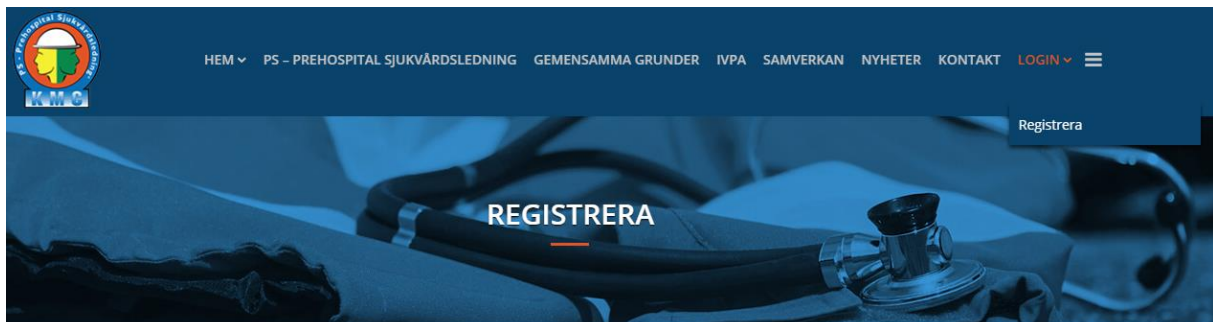 PS - Prehospital Sjukvårdsledning
KMC
HEM PS – PREHOSPITAL SJUKVÅRDSLEDNING GEMENSAMMA GRUNDER IVPA SAMVERKAN NYHETER KONTAKT LOGIN
Registrera
REGISTRERA